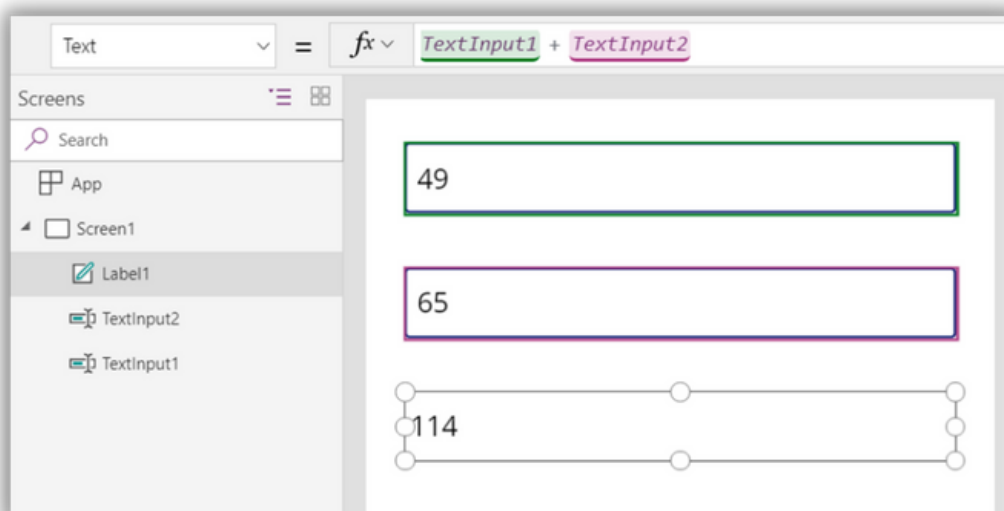 Text = fx TextInput1 + TextInput2
Screens
Search
App
Screen1
Label1
TextInput2
TextInput1
49
65
114